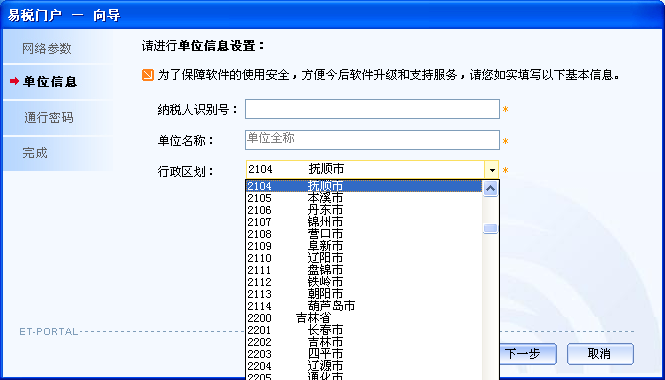 易税门户 － 向导
网络参数
单位信息
通行密码
完成
请进行单位信息设置：
为了保障软件的使用安全，方便今后软件升级和支持服务，请您如实填写以下基本信息。
纳税人识别号： *
单位名称： 单位全称 *
行政区划： 2104 抚顺市 *
2104 抚顺市
2105 本溪市
2106 丹东市
2107 锦州市
2108 营口市
2109 阜新市
2110 辽阳市
2111 盘锦市
2112 铁岭市
2113 朝阳市
2114 葫芦岛市
2200 吉林省
2201 长春市
2202 吉林市
2203 四平市
2204 辽源市
2205 通化市
ET-PORTAL
下一步 取消